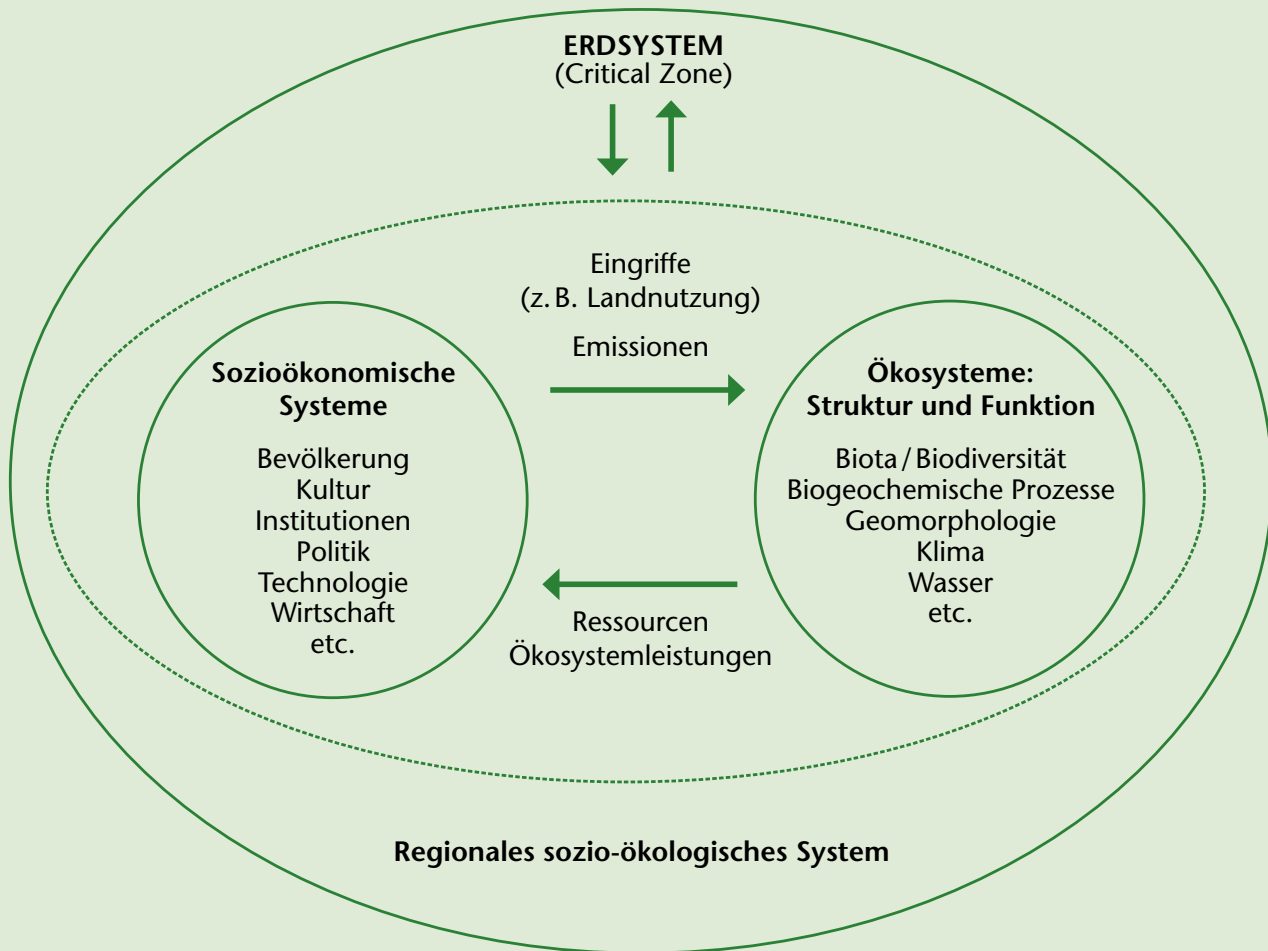 ERDSYSTEM
(Critical Zone)
Eingriffe
(z. B. Landnutzung)
Emissionen
Sozioökonomische
Systeme
Bevölkerung
Kultur
Institutionen
Politik
Technologie
Wirtschaft
etc.
Ökosysteme:
Struktur und Funktion
Biota / Biodiversität
Biogeochemische Prozesse
Geomorphologie
Klima
Wasser
etc.
Ressourcen
Ökosystemleistungen
Regionales sozio-ökologisches System